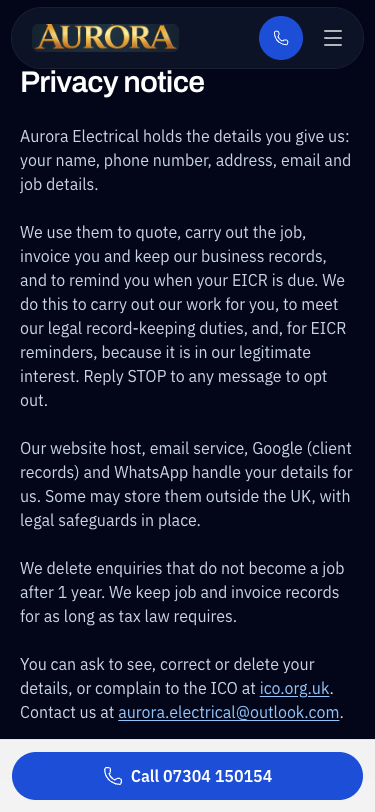 AURORA
Privacy notice
Aurora Electrical holds the details you give us:
your name, phone number, address, email and
job details.
We use them to quote, carry out the job,
invoice you and keep our business records,
and to remind you when your EICR is due. We
do this to carry out our work for you, to meet
our legal record-keeping duties, and, for EICR
reminders, because it is in our legitimate
interest. Reply STOP to any message to opt
out.
Our website host, email service, Google (client
records) and WhatsApp handle your details for
us. Some may store them outside the UK, with
legal safeguards in place.
We delete enquiries that do not become a job
after 1 year. We keep job and invoice records
for as long as tax law requires.
You can ask to see, correct or delete your
details, or complain to the ICO at ico.org.uk.
Contact us at aurora.electrical@outlook.com.
Call 07304 150154